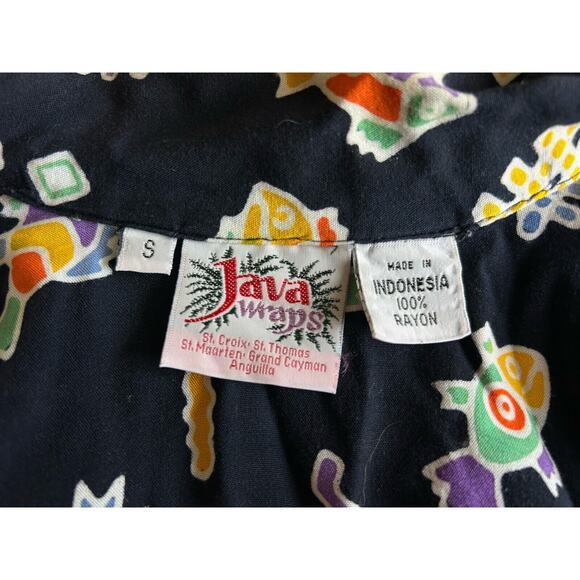 S
Java
wraps
St. Croix· St. Thomas
St. Maarten· Grand Cayman
Anguilla
MADE IN
INDONESIA
100%
RAYON